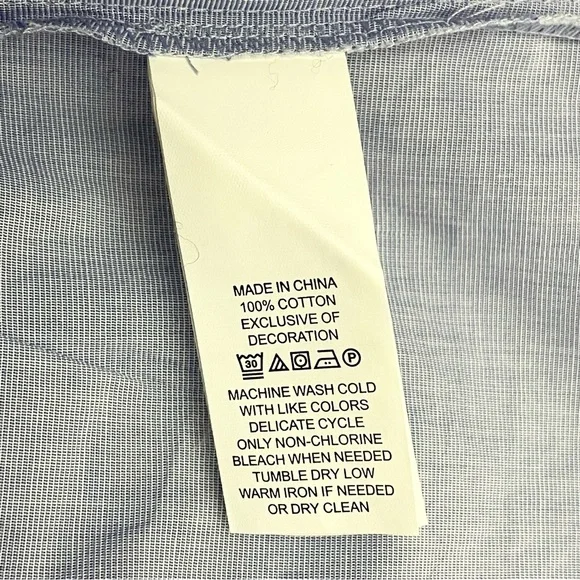 MADE IN CHINA
100% COTTON
EXCLUSIVE OF
DECORATION
30 P
MACHINE WASH COLD
WITH LIKE COLORS
DELICATE CYCLE
ONLY NON-CHLORINE
BLEACH WHEN NEEDED
TUMBLE DRY LOW
WARM IRON IF NEEDED
OR DRY CLEAN